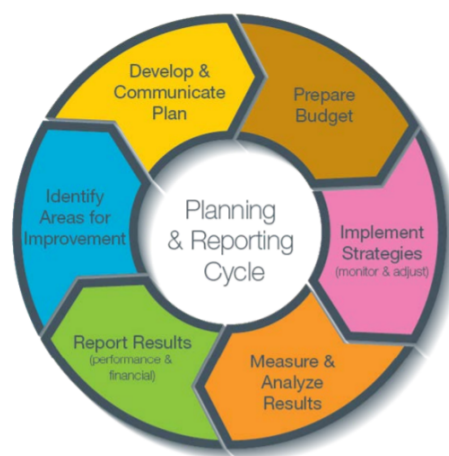 Develop &
Communicate
Plan
Prepare
Budget
Implement
Strategies
(monitor & adjust)
Measure &
Analyze
Results
Report Results
(performance &
financial)
Identify
Areas for
Improvement
Planning
& Reporting
Cycle